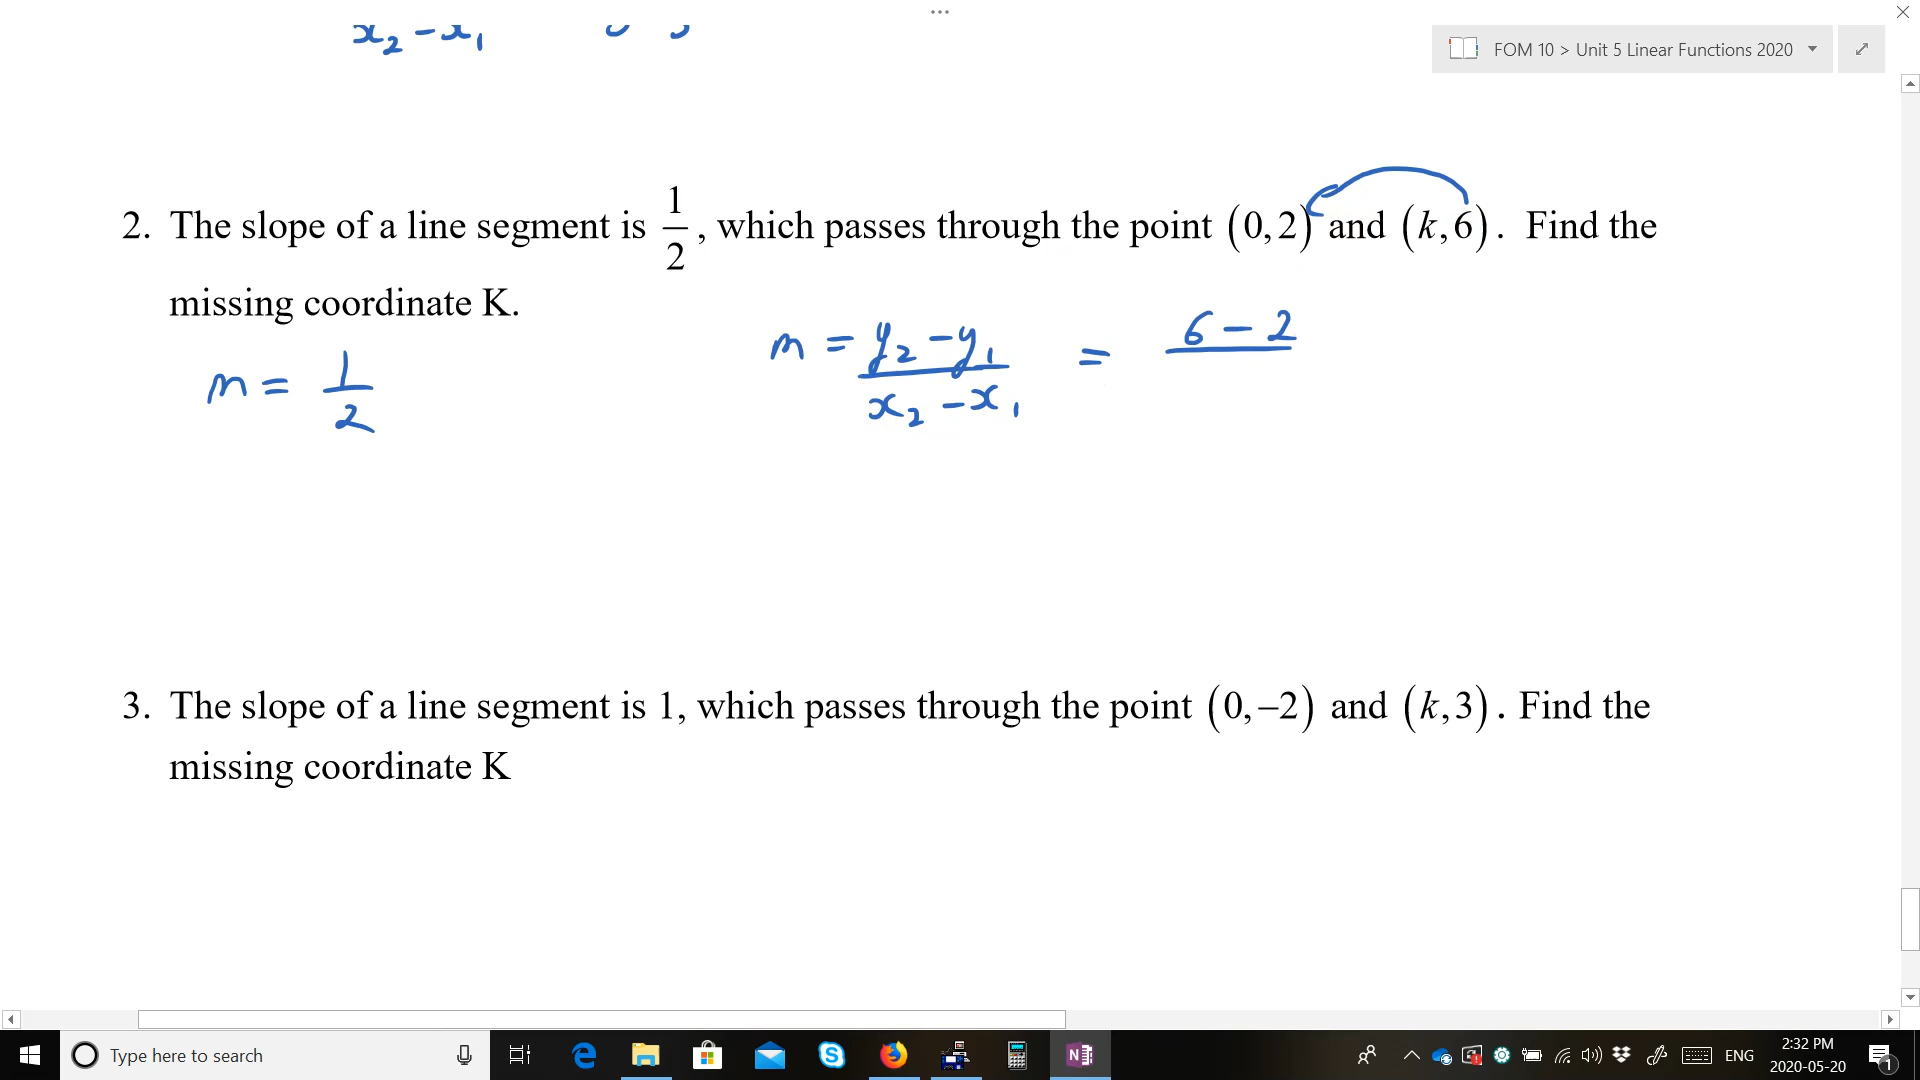 x₂ - x₁
FOM 10 > Unit 5 Linear Functions 2020
2. The slope of a line segment is 1/2, which passes through the point (0,2) and (k,6). Find the
missing coordinate K.
m = 1/2
m = y₂ - y₁ / x₂ - x₁ = 6 - 2
3. The slope of a line segment is 1, which passes through the point (0,−2) and (k,3). Find the
missing coordinate K
Type here to search
N
ENG
2:32 PM
2020-05-20
1